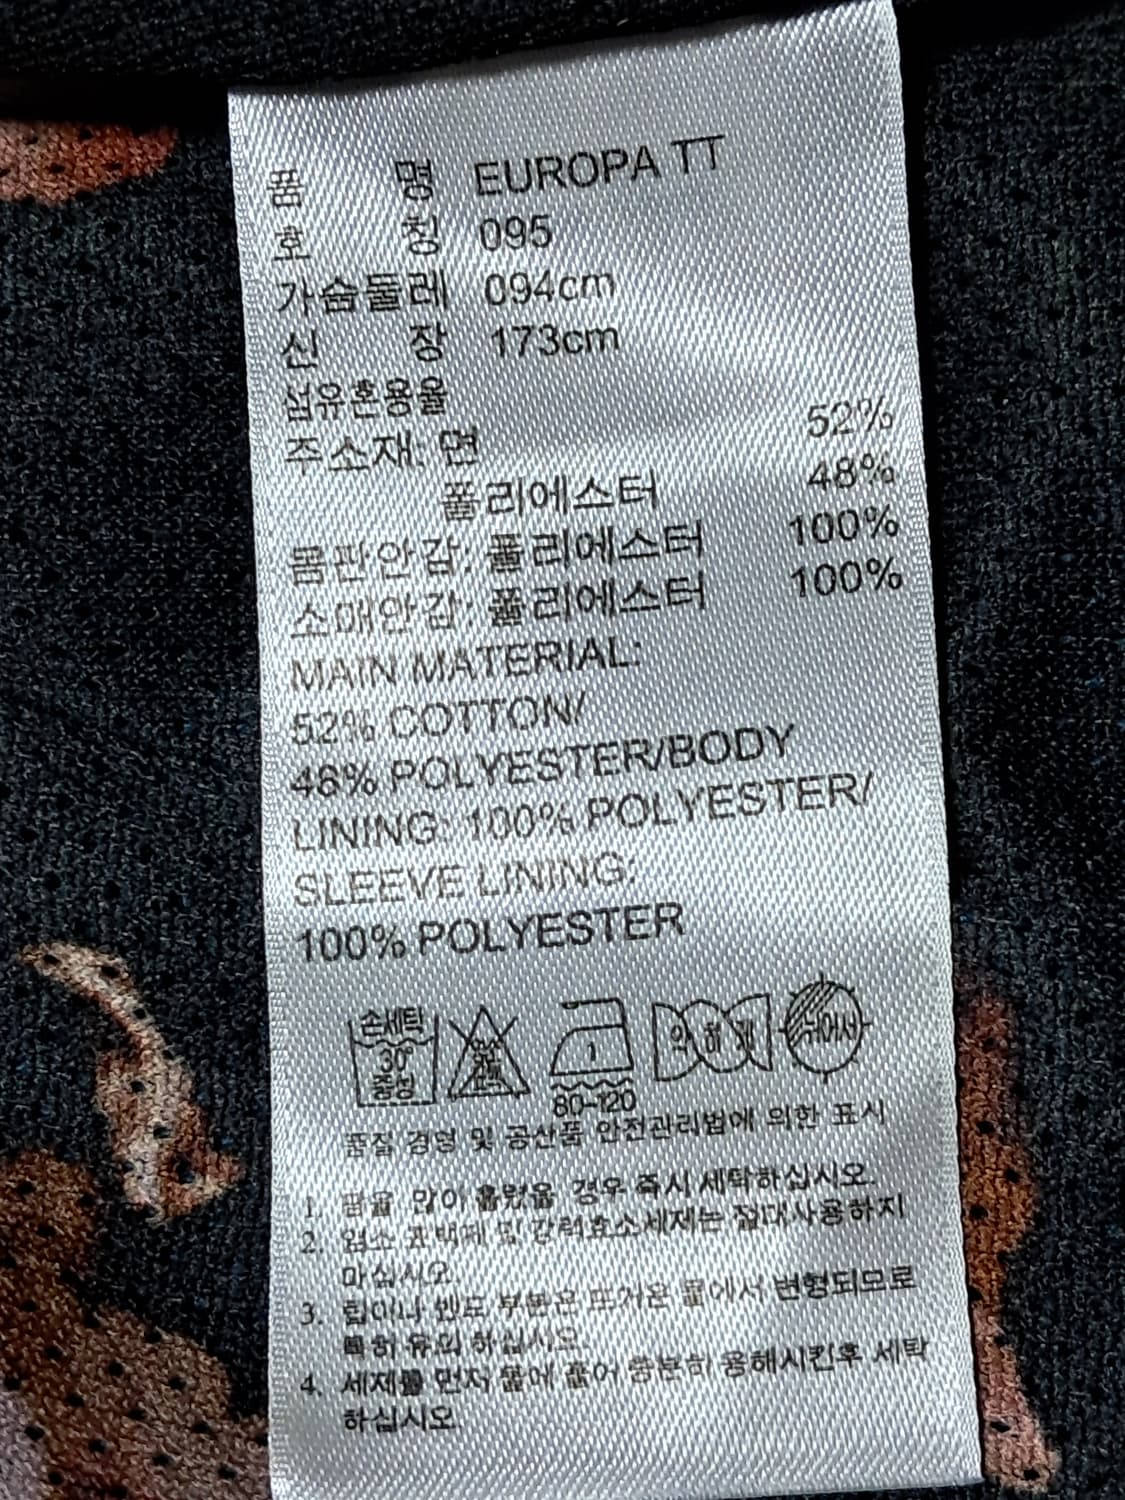 품 명 EUROPA TT
호 칭 095
가슴둘레 094cm
신 장 173cm
섬유혼용율
주소재: 면 52%
폴리에스터 48%
몸판안감: 폴리에스터 100%
소매안감: 폴리에스터 100%
MAIN MATERIAL:
52% COTTON/
48% POLYESTER/BODY
LINING: 100% POLYESTER/
SLEEVE LINING:
100% POLYESTER
손세탁
30°
중성
1
80-120
약하게
품질 경영 및 공산품 안전관리법에 의한 표시
1. 땀을 많이 흘렸을 경우 즉시 세탁하십시오.
2. 염소 표백제 및 강력효소세제는 절대사용하지
마십시오.
3. 힙이나 밴드 부분은 뜨거운 물에서 변형되므로
특히 유의 하십시오.
4. 세제를 먼저 물에 풀어 충분히 용해시킨후 세탁
하십시오.